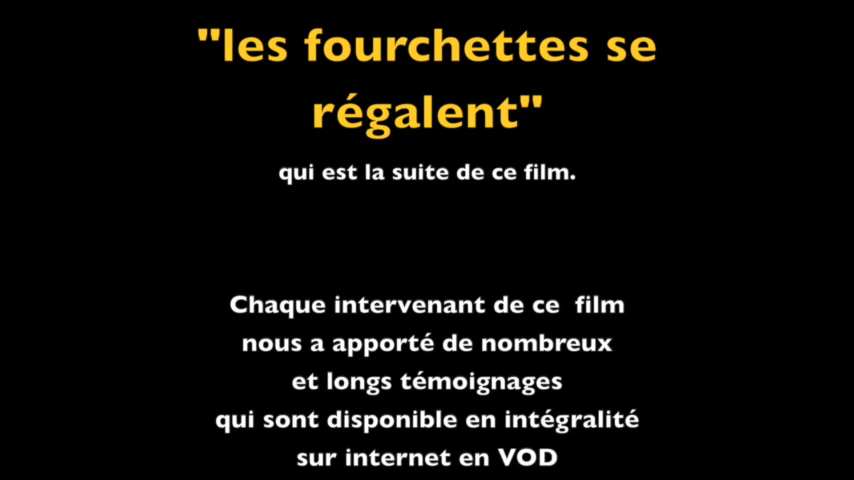 "les fourchettes se
régalent"
qui est la suite de ce film.
Chaque intervenant de ce film
nous a apporté de nombreux
et longs témoignages
qui sont disponible en intégralité
sur internet en VOD